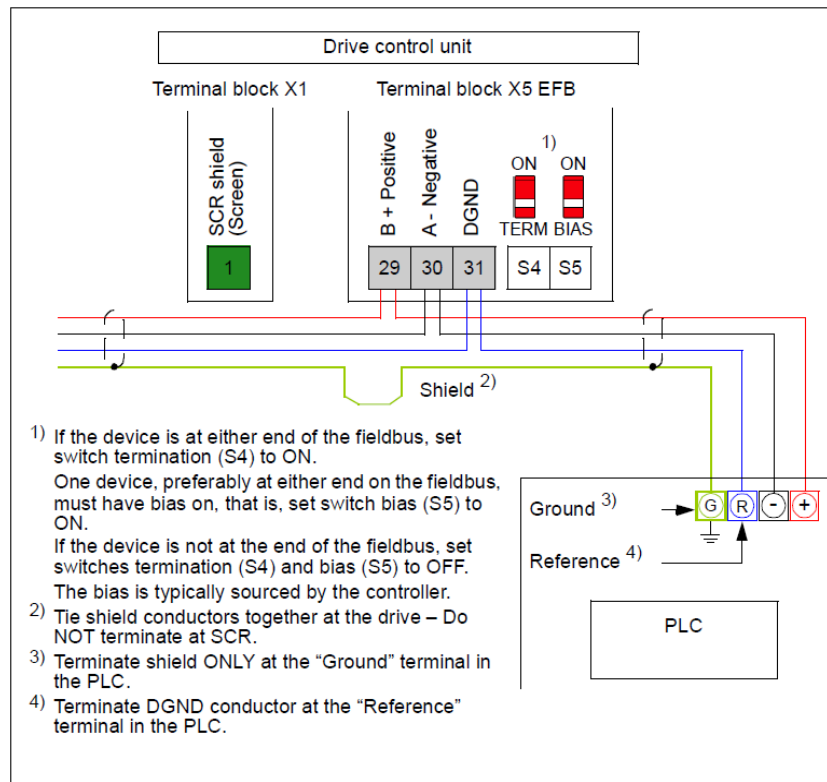 Drive control unit
Terminal block X1
Terminal block X5 EFB
SCR shield
(Screen)
B + Positive
A - Negative
DGND
1)
ON
ON
TERM
BIAS
1
29
30
31
S4
S5
Shield 2)
1) If the device is at either end of the fieldbus, set
switch termination (S4) to ON.
One device, preferably at either end on the fieldbus,
must have bias on, that is, set switch bias (S5) to
ON.
If the device is not at the end of the fieldbus, set
switches termination (S4) and bias (S5) to OFF.
The bias is typically sourced by the controller.
2) Tie shield conductors together at the drive – Do
NOT terminate at SCR.
3) Terminate shield ONLY at the “Ground” terminal in
the PLC.
4) Terminate DGND conductor at the “Reference”
terminal in the PLC.
Ground 3)
G
R
-
+
Reference 4)
PLC